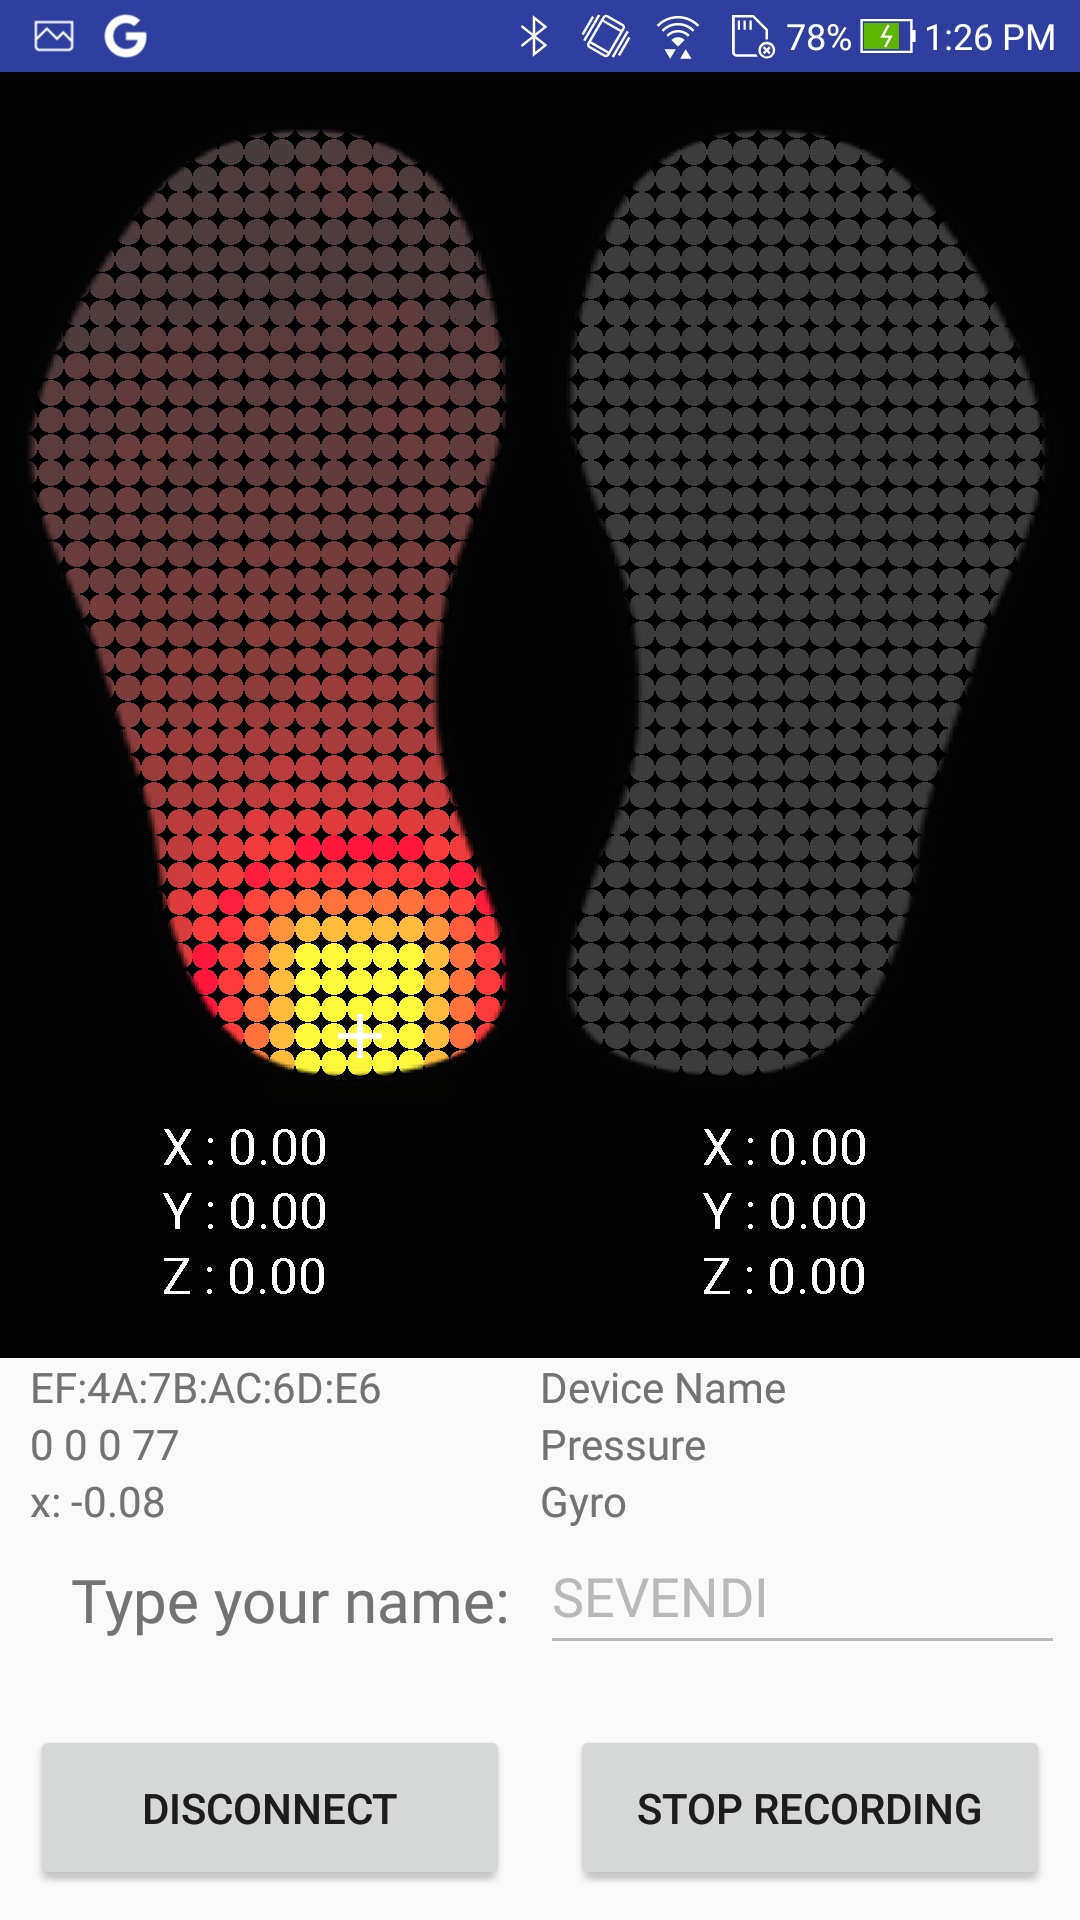 78% 1:26 PM
X : 0.00
Y : 0.00
Z : 0.00
X : 0.00
Y : 0.00
Z : 0.00
EF:4A:7B:AC:6D:E6
0 0 0 77
x: -0.08
Device Name
Pressure
Gyro
Type your name: SEVENDI
DISCONNECT
STOP RECORDING